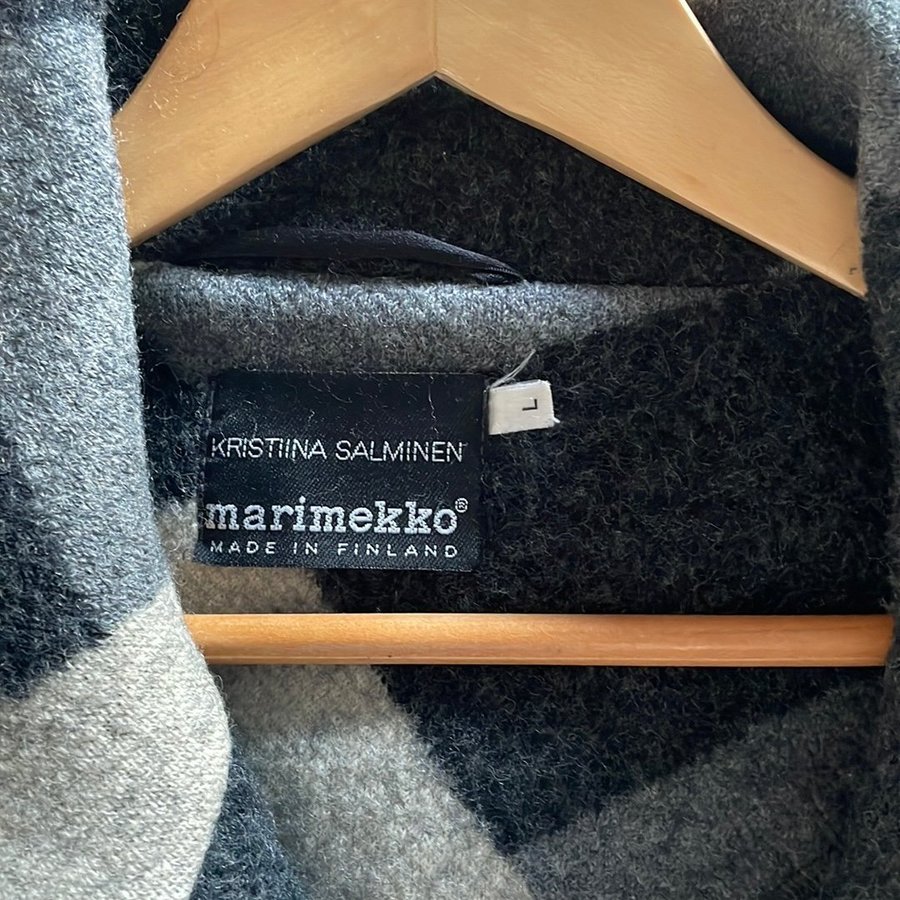 KRISTIINA SALMINEN
marimekko®
MADE IN FINLAND
L